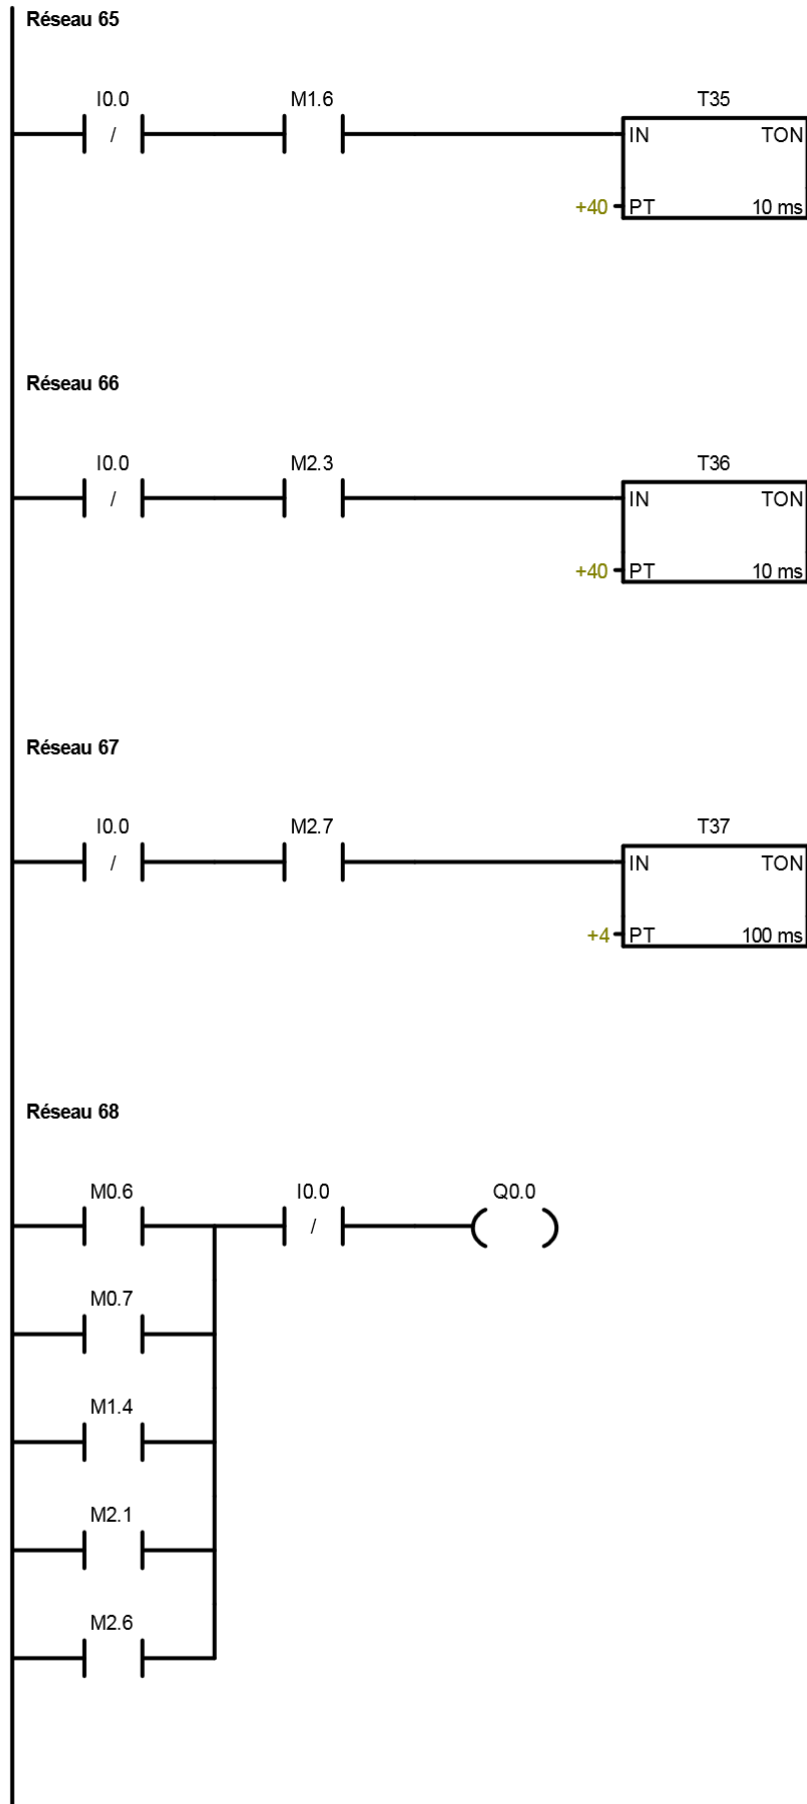 Réseau 65
I0.0 M1.6 T35
/ IN TON
+40 PT 10 ms
Réseau 66
I0.0 M2.3 T36
/ IN TON
+40 PT 10 ms
Réseau 67
I0.0 M2.7 T37
/ IN TON
+4 PT 100 ms
Réseau 68
M0.6 I0.0 Q0.0
/
M0.7
M1.4
M2.1
M2.6